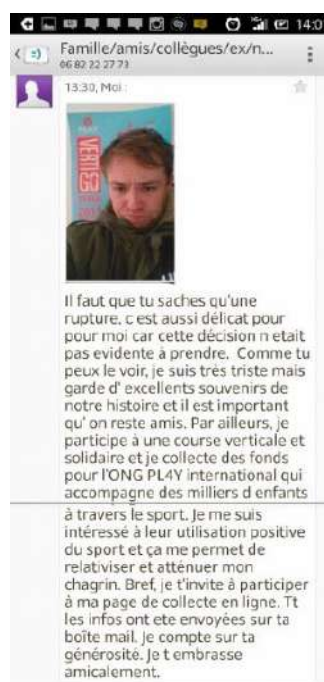 14:0
Famille/amis/collègues/ex/n...
06 82 22 27 73
13:30, Moi :
PL4Y
VERTIGO
Il faut que tu saches qu'une
rupture, c est aussi délicat pour
pour moi car cette décision n etait
pas evidente à prendre. Comme tu
peux le voir, je suis très triste mais
garde d' excellents souvenirs de
notre histoire et il est important
qu' on reste amis. Par ailleurs, je
participe à une course verticale et
solidaire et je collecte des fonds
pour l'ONG PL4Y international qui
accompagne des milliers d enfants
à travers le sport. Je me suis
intéressé à leur utilisation positive
du sport et ça me permet de
relativiser et atténuer mon
chagrin. Bref, je t'invite à participer
à ma page de collecte en ligne. Tt
les infos ont ete envoyées sur ta
boîte mail. Je compte sur ta
générosité. Je t embrasse
amicalement.